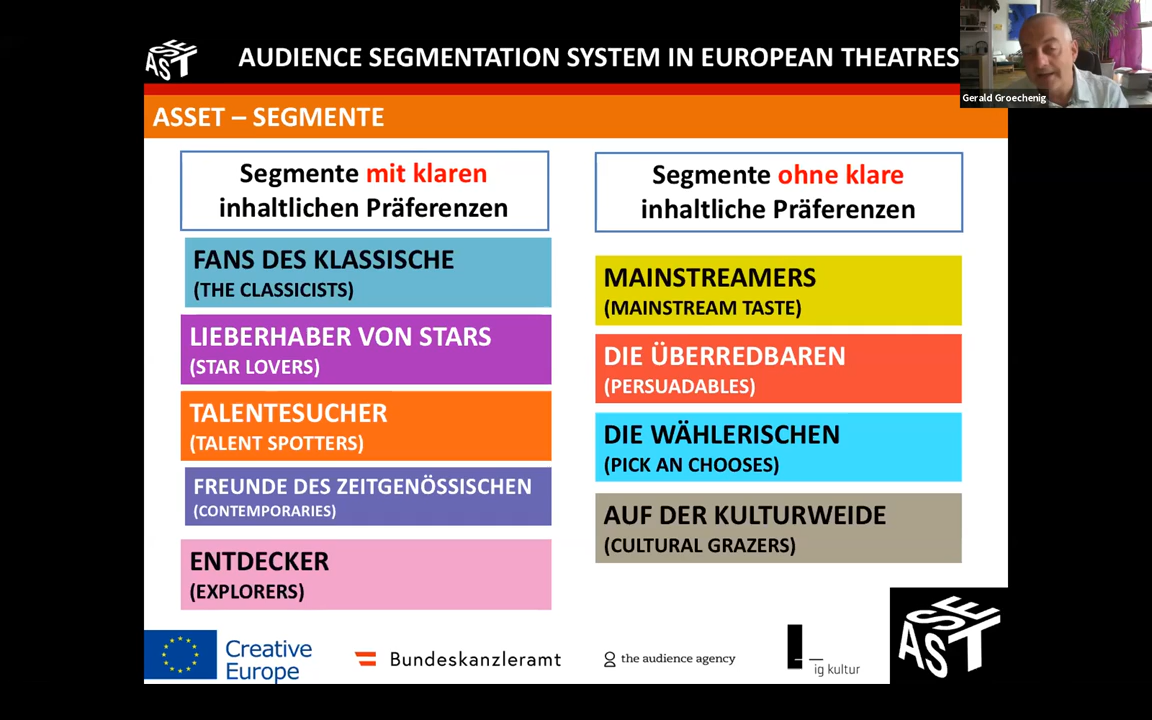 ASSET
AUDIENCE SEGMENTATION SYSTEM IN EUROPEAN THEATRES
Gerald Groechenig
ASSET – SEGMENTE
Segmente mit klaren
inhaltlichen Präferenzen
FANS DES KLASSISCHE
(THE CLASSICISTS)
LIEBERHABER VON STARS
(STAR LOVERS)
TALENTESUCHER
(TALENT SPOTTERS)
FREUNDE DES ZEITGENÖSSISCHEN
(CONTEMPORARIES)
ENTDECKER
(EXPLORERS)
Segmente ohne klare
inhaltliche Präferenzen
MAINSTREAMERS
(MAINSTREAM TASTE)
DIE ÜBERREDBAREN
(PERSUADABLES)
DIE WÄHLERISCHEN
(PICK AN CHOOSES)
AUF DER KULTURWEIDE
(CULTURAL GRAZERS)
Creative
Europe
Bundeskanzleramt
the audience agency
ig kultur
ASSET